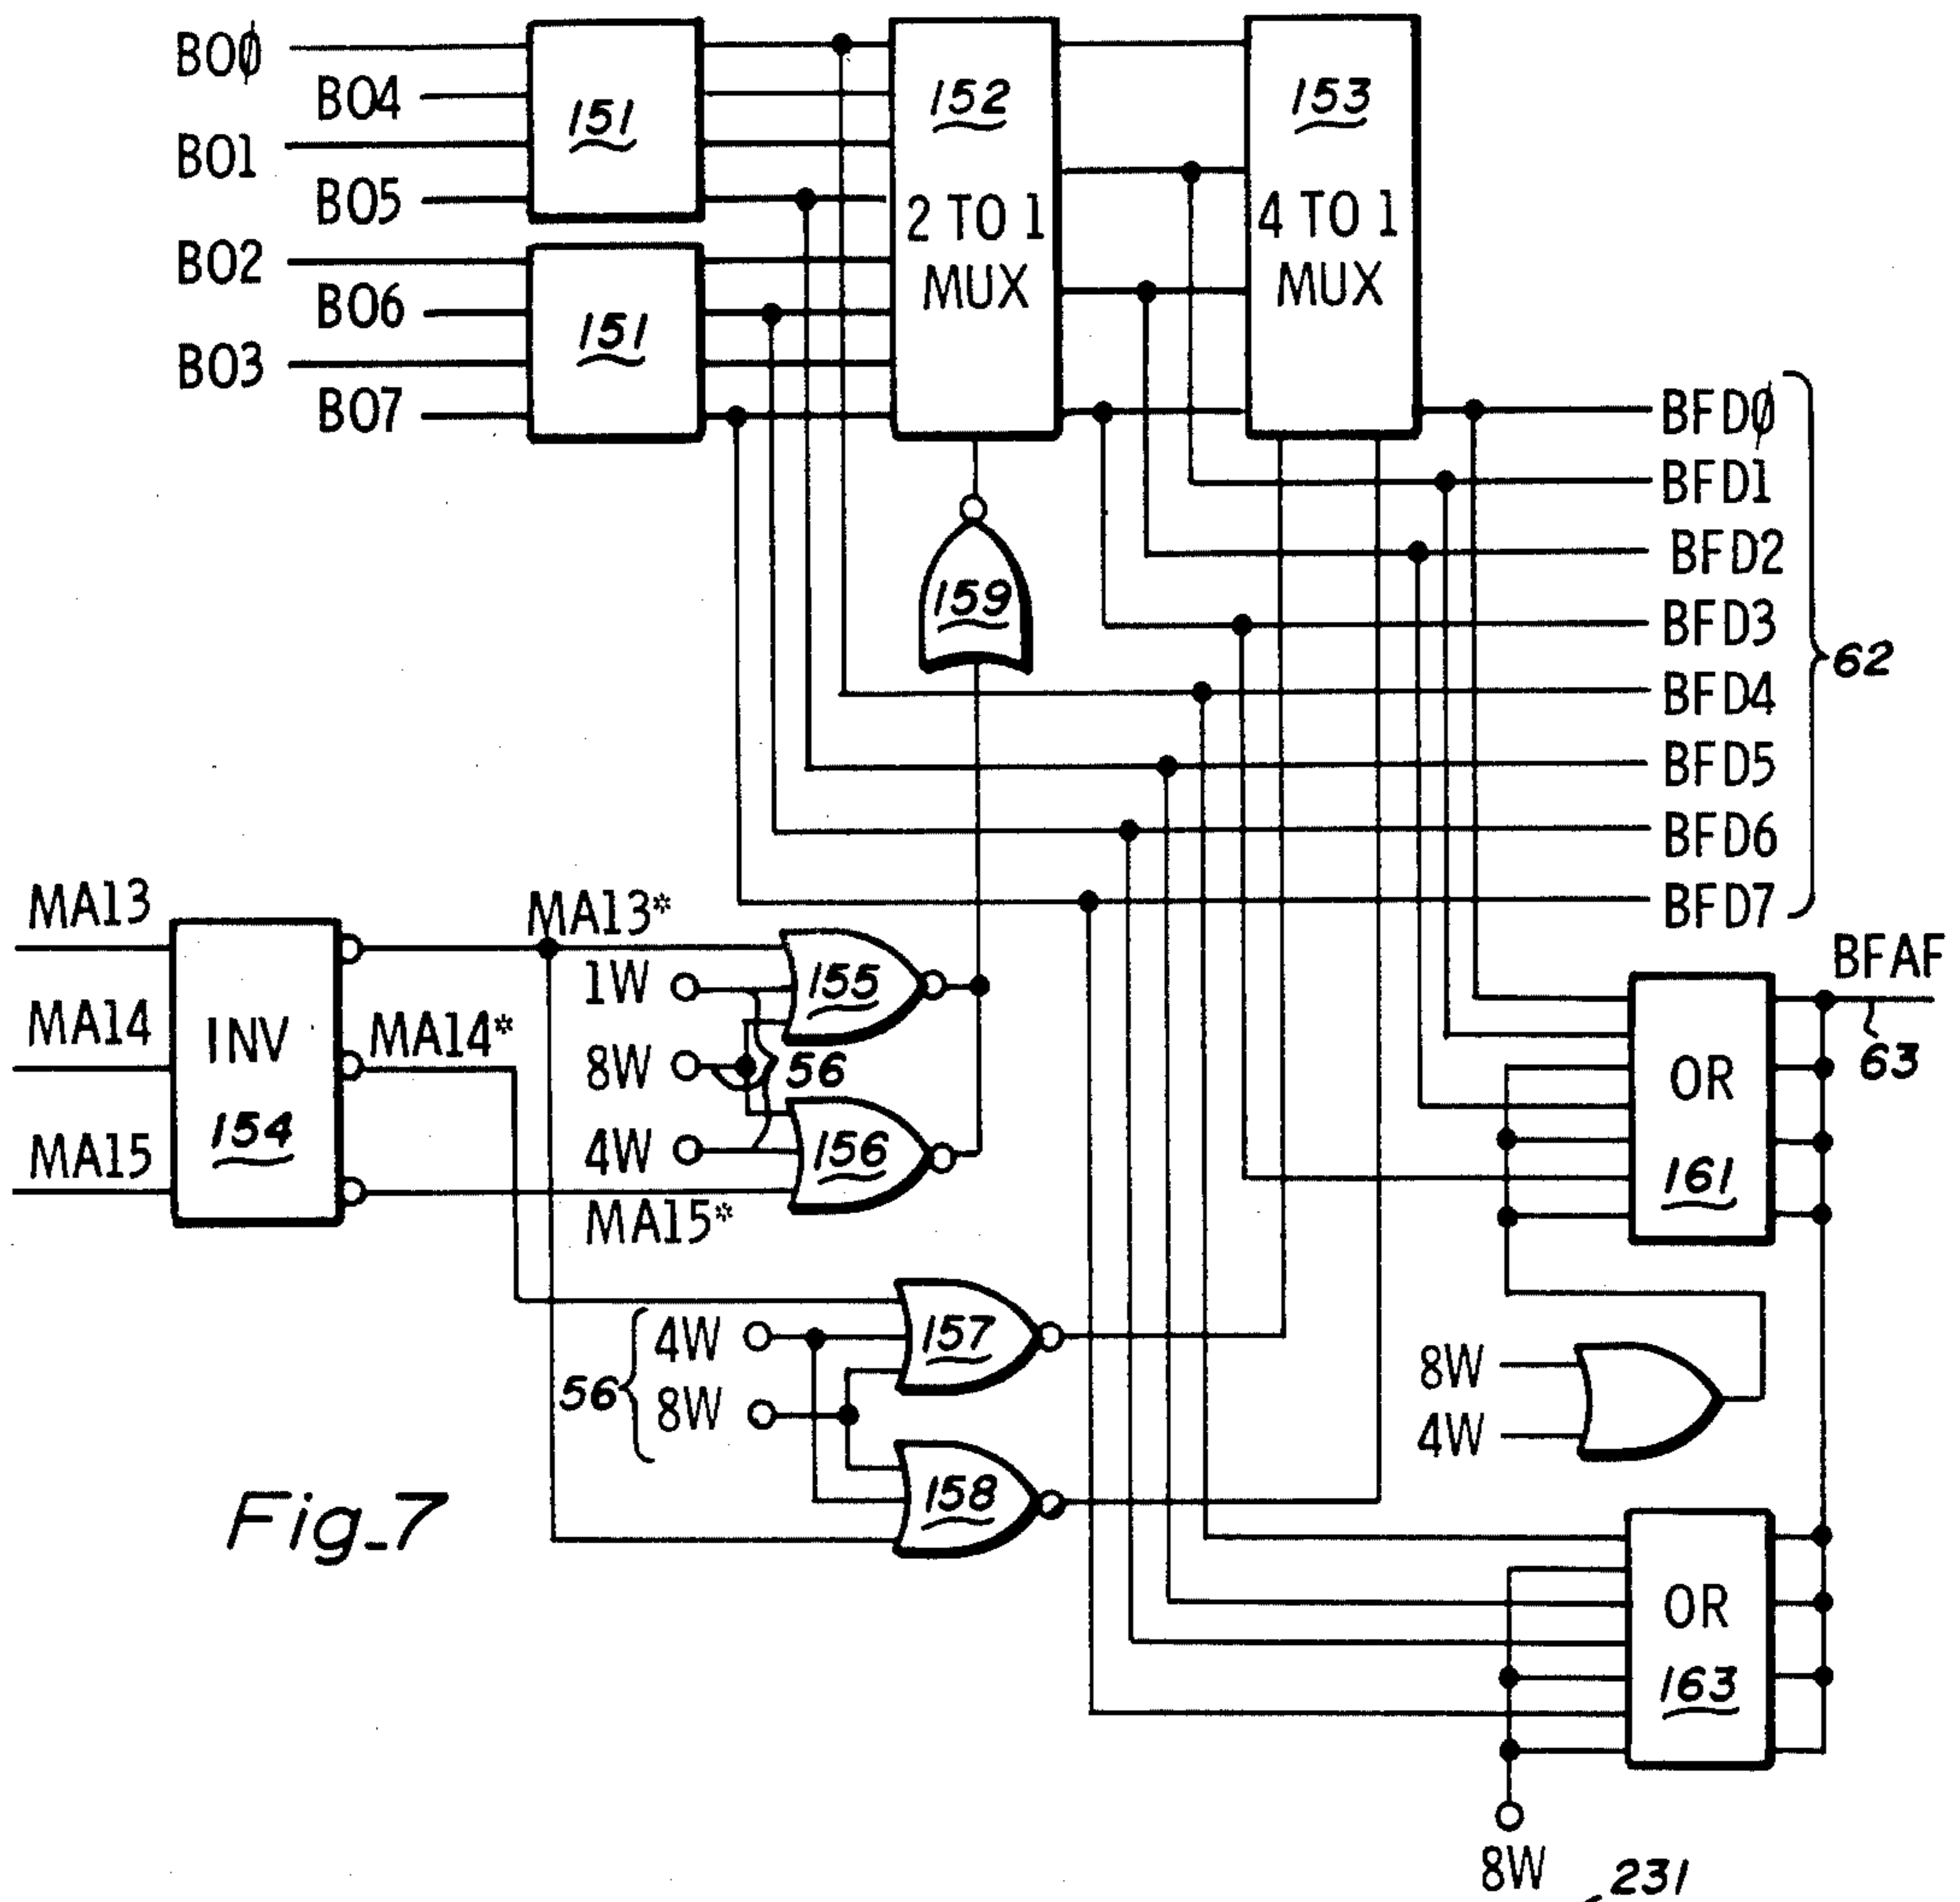 BOØ
BO4
BO1
BO5
BO2
BO6
BO3
BO7
151
151
152
2 TO 1
MUX
153
4 TO 1
MUX
159
BFDØ
BFD1
BFD2
BFD3
BFD4
BFD5
BFD6
BFD7
62
MA13
MA14
MA15
INV
154
MA13*
MA14*
MA15*
1W
8W
4W
56
155
156
56
4W
8W
157
158
BFAF
63
OR
161
8W
4W
OR
163
8W
231
Fig_7